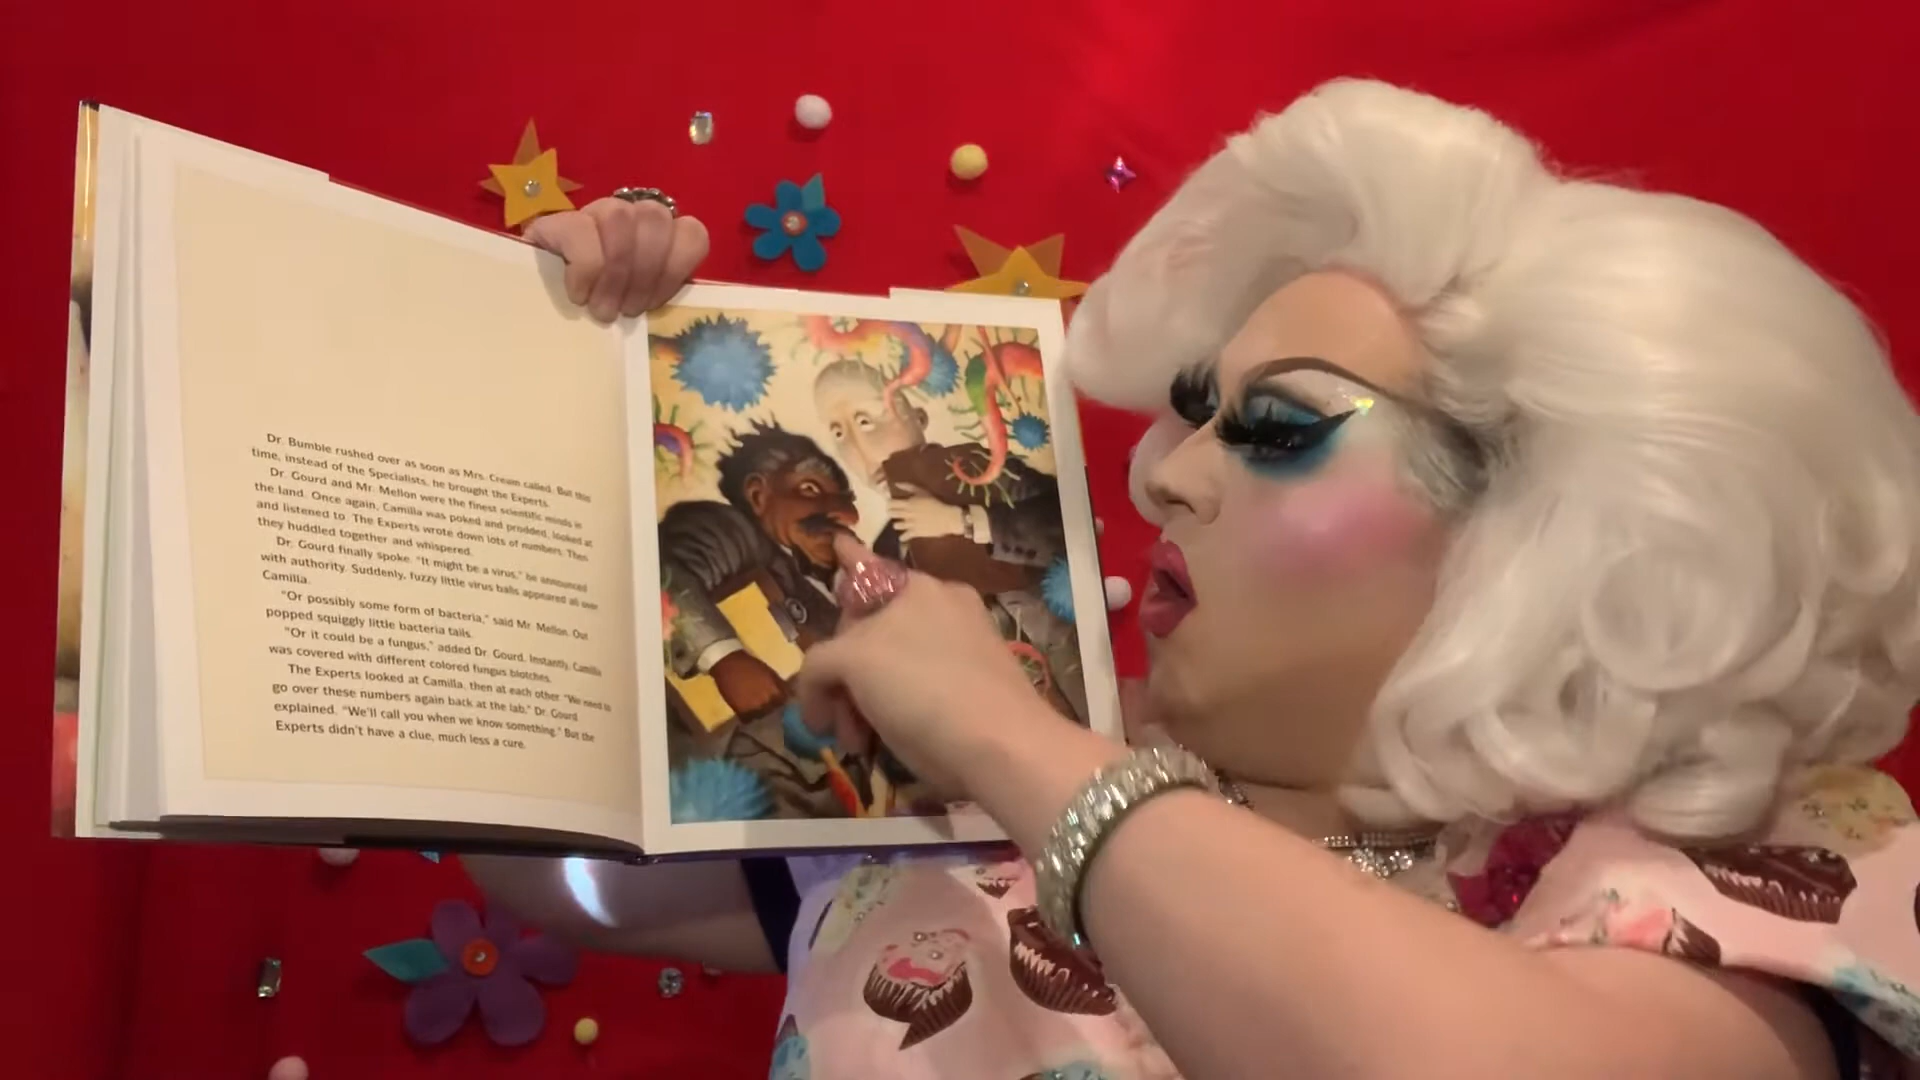 Dr. Bumble rushed over as soon as Mrs. Cream called. But this
time, instead of the Specialists, he brought the Experts.
Dr. Gourd and Mr. Mellon were the finest scientific minds in
the land. Once again, Camilla was poked and prodded, looked at
and listened to. The Experts wrote down lots of numbers. Then
they huddled together and whispered.
Dr. Gourd finally spoke. "It might be a virus," he announced
with authority. Suddenly, fuzzy little virus balls appeared all over
Camilla.
"Or possibly some form of bacteria," said Mr. Mellon. Out
popped squiggly little bacteria tails.
"Or it could be a fungus," added Dr. Gourd. Instantly, Camilla
was covered with different colored fungus blotches.
The Experts looked at Camilla, then at each other. "We need to
go over these numbers again back at the lab," Dr. Gourd
explained. "We'll call you when we know something." But the
Experts didn't have a clue, much less a cure.